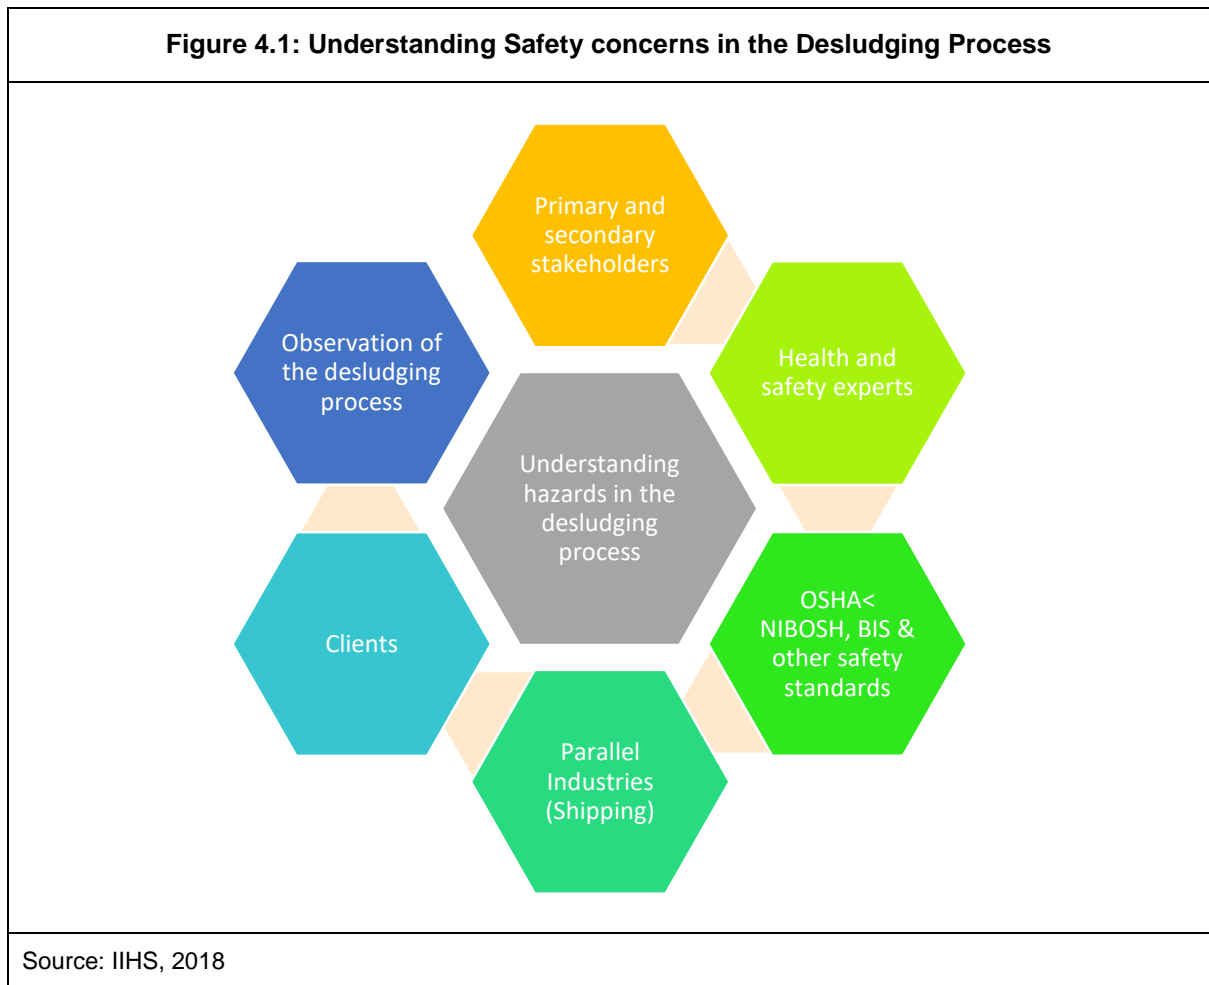 Figure 4.1: Understanding Safety concerns in the Desludging Process
Primary and
secondary
stakeholders
Observation of
the desludging
process
Health and
safety experts
Understanding
hazards in the
desludging
process
Clients
OSHA<
NIBOSH, BIS &
other safety
standards
Parallel
Industries
(Shipping)
Source: IIHS, 2018